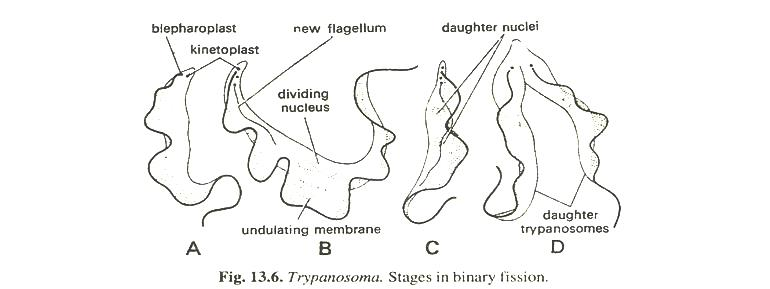 blepharoplast
kinetoplast
new flagellum
daughter nuclei
dividing
nucleus
undulating membrane
daughter
trypanosomes
A
B
C
D
Fig. 13.6. Trypanosoma. Stages in binary fission.